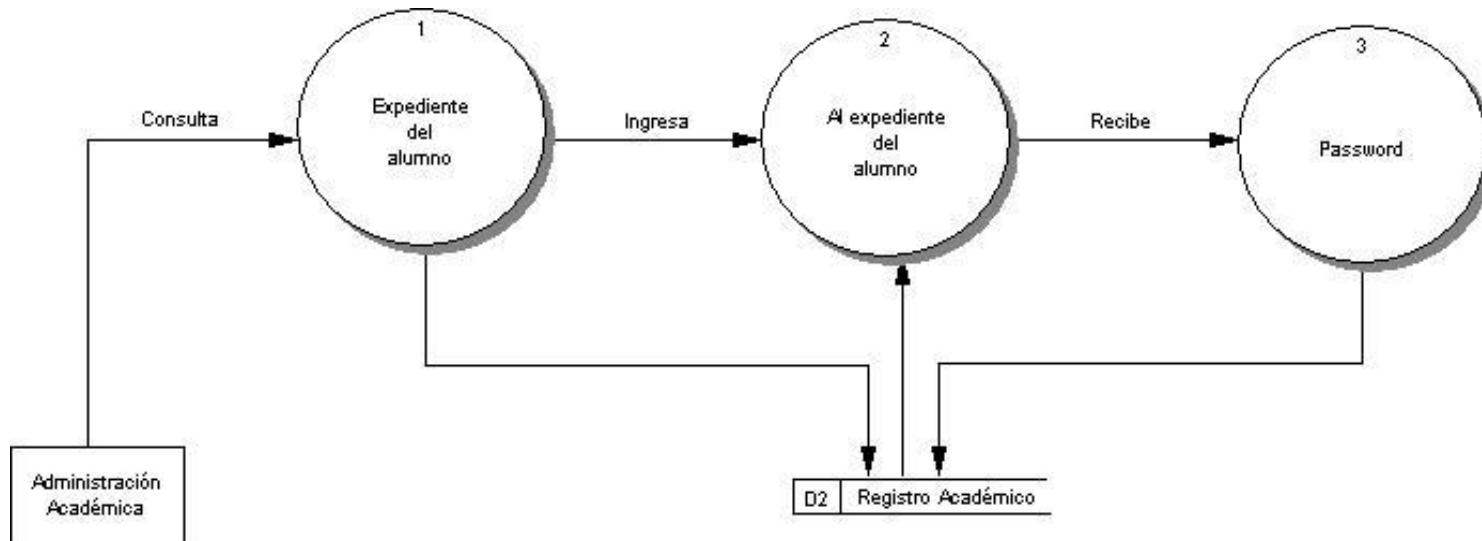 1
Expediente
del
alumno
2
Al expediente
del
alumno
3
Password
Consulta
Ingresa
Recibe
Administración
Académica
D2
Registro Académico